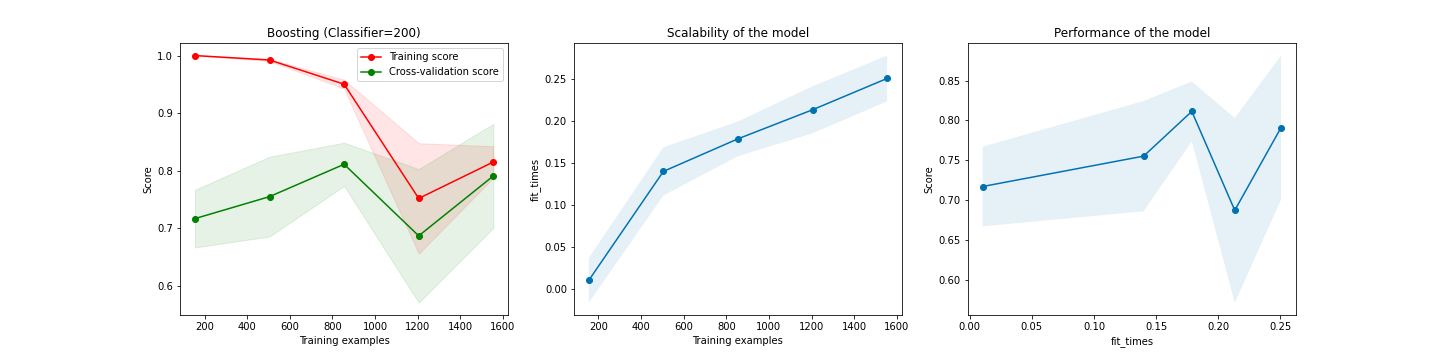 Boosting (Classifier=200)
Score
1.0
0.9
0.8
0.7
0.6
Training score
Cross-validation score
200 400 600 800 1000 1200 1400 1600
Training examples
Scalability of the model
fit_times
0.25
0.20
0.15
0.10
0.05
0.00
200 400 600 800 1000 1200 1400 1600
Training examples
Performance of the model
Score
0.85
0.80
0.75
0.70
0.65
0.60
0.00 0.05 0.10 0.15 0.20 0.25
fit_times